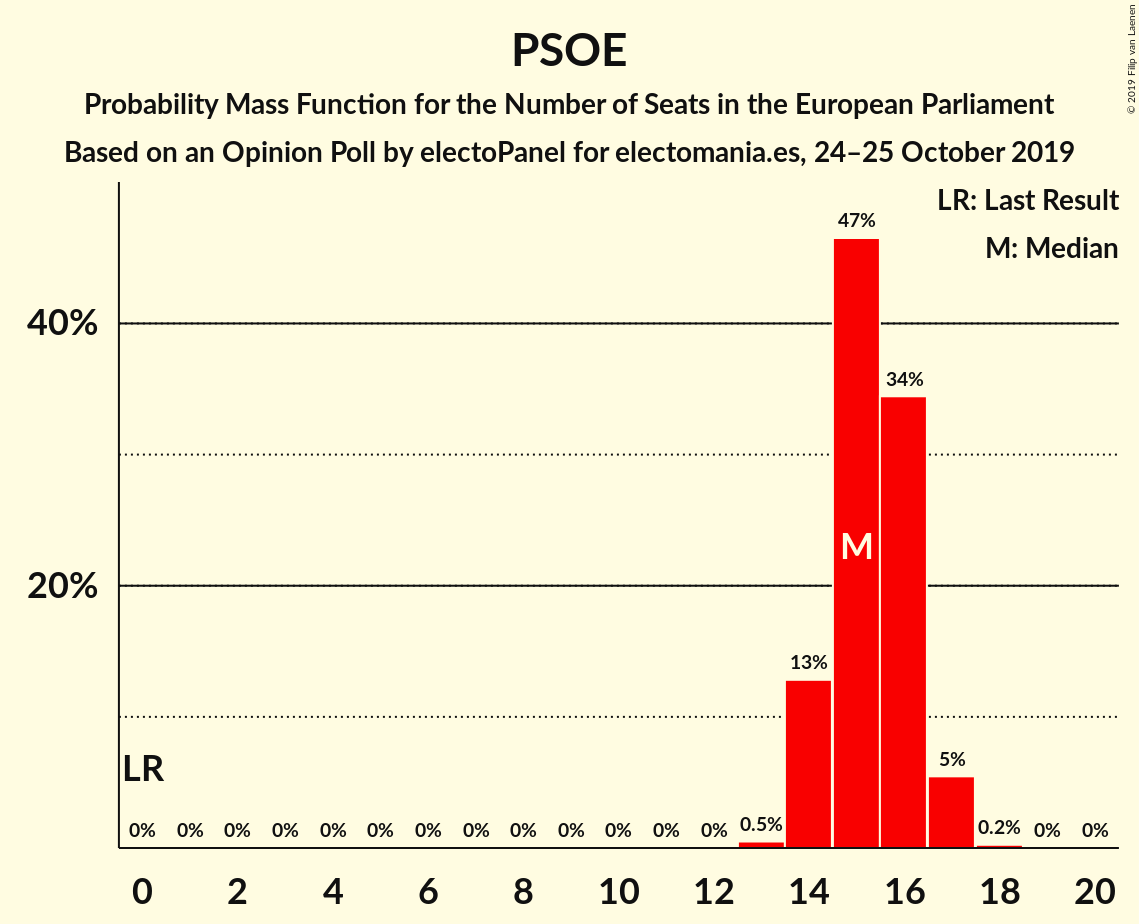 PSOE
Probability Mass Function for the Number of Seats in the European Parliament
Based on an Opinion Poll by electoPanel for electomania.es, 24–25 October 2019
© 2019 Filip van Laenen
LR: Last Result
M: Median
47%
40%
34%
M
20%
13%
LR
5%
0% 0% 0% 0% 0% 0% 0% 0% 0% 0% 0% 0% 0% 0.5% 0.2% 0% 0%
0 2 4 6 8 10 12 14 16 18 20